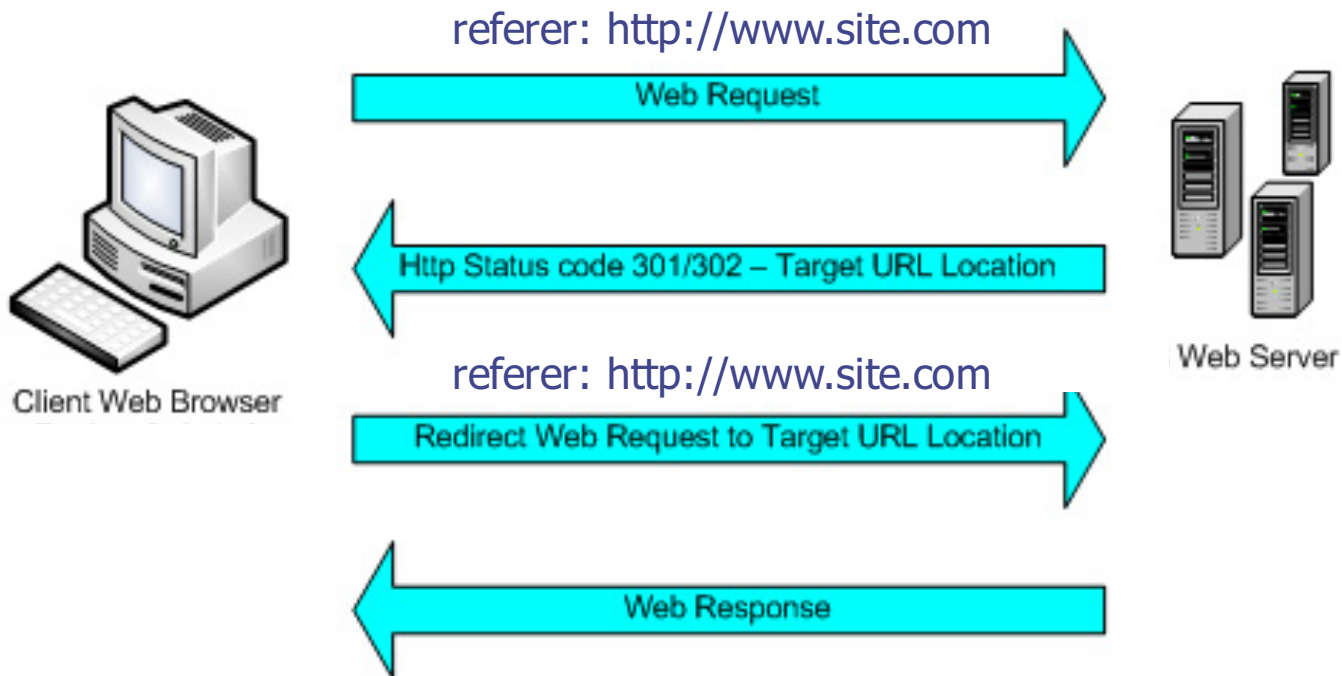 referer: http://www.site.com
Web Request
Http Status code 301/302 – Target URL Location
Web Server
referer: http://www.site.com
Client Web Browser
Redirect Web Request to Target URL Location
Web Response